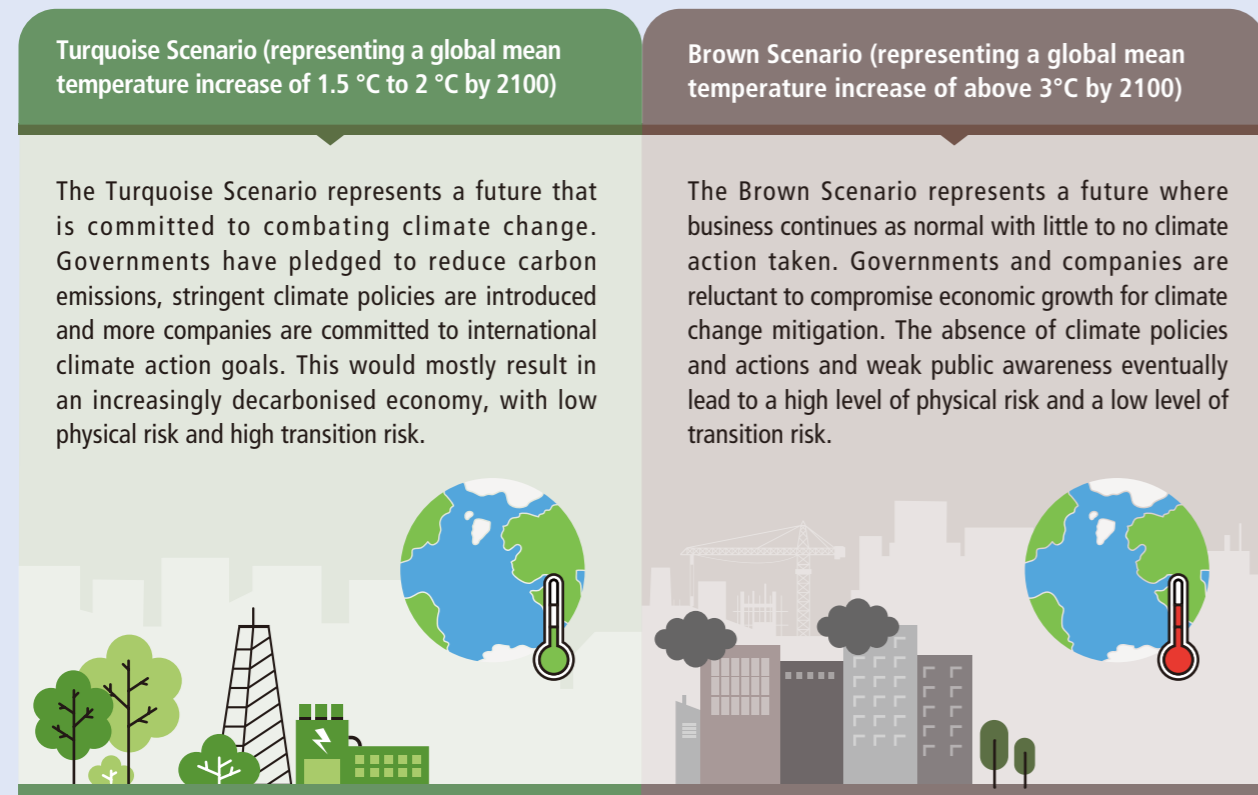 Turquoise Scenario (representing a global mean
temperature increase of 1.5 °C to 2 °C by 2100)
The Turquoise Scenario represents a future that
is committed to combating climate change.
Governments have pledged to reduce carbon
emissions, stringent climate policies are introduced
and more companies are committed to international
climate action goals. This would mostly result in
an increasingly decarbonised economy, with low
physical risk and high transition risk.
Brown Scenario (representing a global mean
temperature increase of above 3°C by 2100)
The Brown Scenario represents a future where
business continues as normal with little to no climate
action taken. Governments and companies are
reluctant to compromise economic growth for climate
change mitigation. The absence of climate policies
and actions and weak public awareness eventually
lead to a high level of physical risk and a low level of
transition risk.